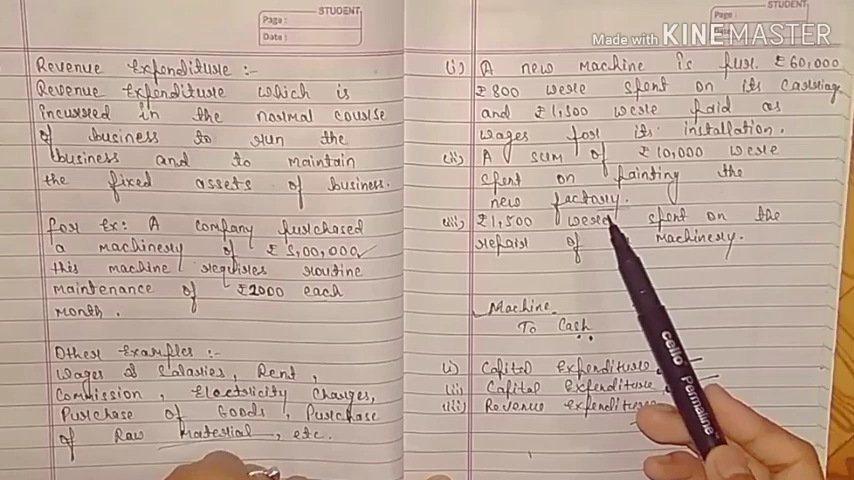 STUDENT
Page :
Date :
Revenue Expenditure :-
Revenue Expenditure which is
incurred in the normal course
of business to run the
business and to maintain
the fixed assets of business.
For Ex: A company purchased
a machinery of ₹ 5,00,000
this machine requires routine
maintenance of ₹2000 each
month.
Other Examples :-
Wages & Salaries, Rent,
Commission, Electricity Charges,
Purchase of Goods, Purchase
of Raw Material, etc.
STUDENT
Page :
Made with KINEMASTER
(i) A new Machine is pur. ₹60,000
₹800 were spent on its carriage
and ₹1,500 were paid as
wages for its installation.
(ii) A sum of ₹10,000 were
spent on painting the
new factory.
(iii) ₹1,500 were spent on the
repair of machinery.
Machine
To Cash
i) Capital Expenditure
ii) Capital Expenditure
iii) Revenue Expenditure
cello Permaline